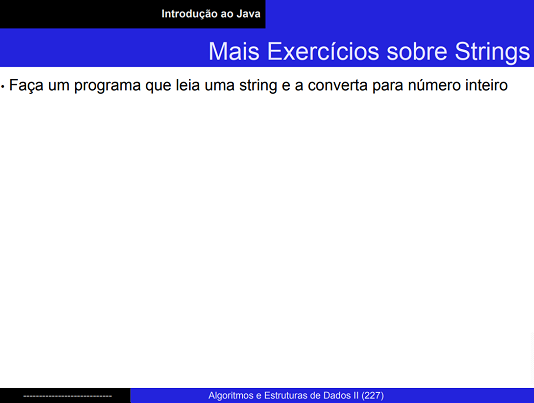 Introdução ao Java
Mais Exercícios sobre Strings
• Faça um programa que leia uma string e a converta para número inteiro
----------------------------
Algoritmos e Estruturas de Dados II (227)